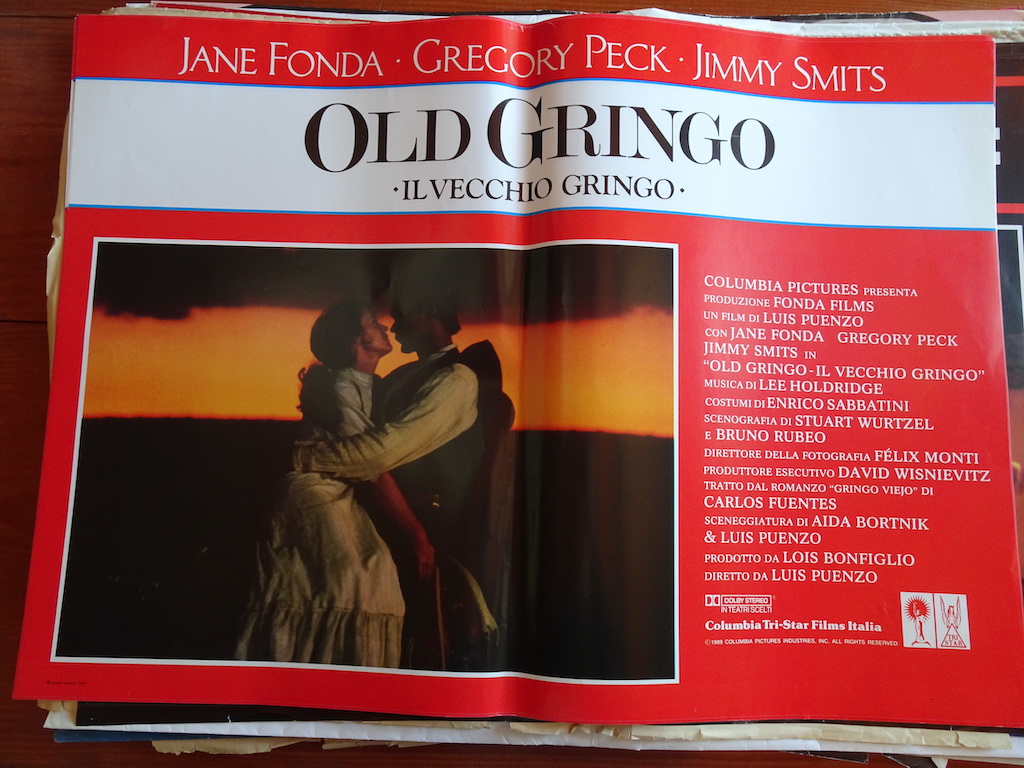 JANE FONDA · GREGORY PECK · JIMMY SMITS
OLD GRINGO
·IL VECCHIO GRINGO·
COLUMBIA PICTURES PRESENTA
PRODUZIONE FONDA FILMS
UN FILM DI LUIS PUENZO
CON JANE FONDA GREGORY PECK
JIMMY SMITS IN
"OLD GRINGO-IL VECCHIO GRINGO"
MUSICA DI LEE HOLDRIDGE
COSTUMI DI ENRICO SABBATINI
SCENOGRAFIA DI STUART WURTZEL
E BRUNO RUBEO
DIRETTORE DELLA FOTOGRAFIA FÉLIX MONTI
PRODUTTORE ESECUTIVO DAVID WISNIEVITZ
TRATTO DAL ROMANZO "GRINGO VIEJO" DI
CARLOS FUENTES
SCENEGGIATURA DI AIDA BORTNIK
& LUIS PUENZO
PRODOTTO DA LOIS BONFIGLIO
DIRETTO DA LUIS PUENZO
DOLBY STEREO
IN TEATRI SCELTI
Columbia Tri-Star Films Italia
©1989 COLUMBIA PICTURES INDUSTRIES, INC. ALL RIGHTS RESERVED
TRI
STAR